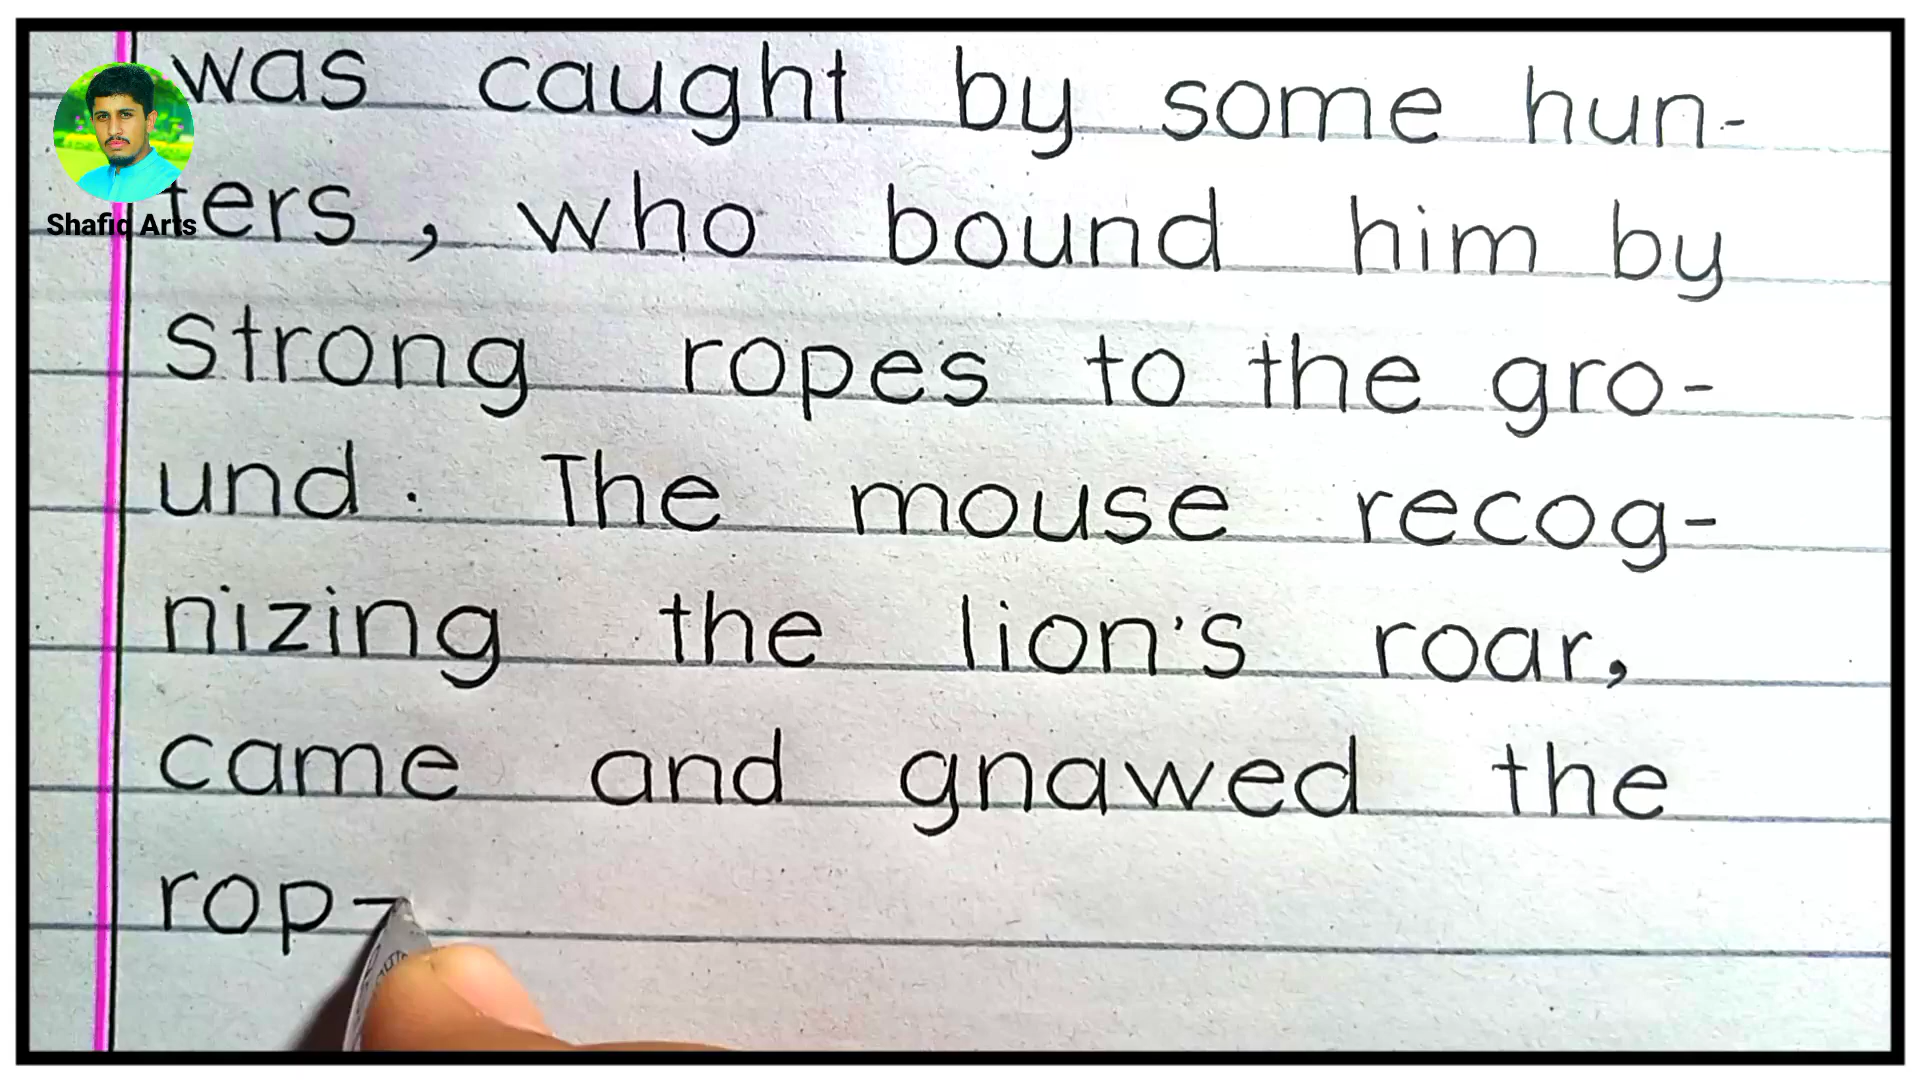 was caught by some hun-
ters, who bound him by
strong ropes to the gro-
und. The mouse recog-
nizing the lion's roar,
came and gnawed the
rop-
Shafiq Arts